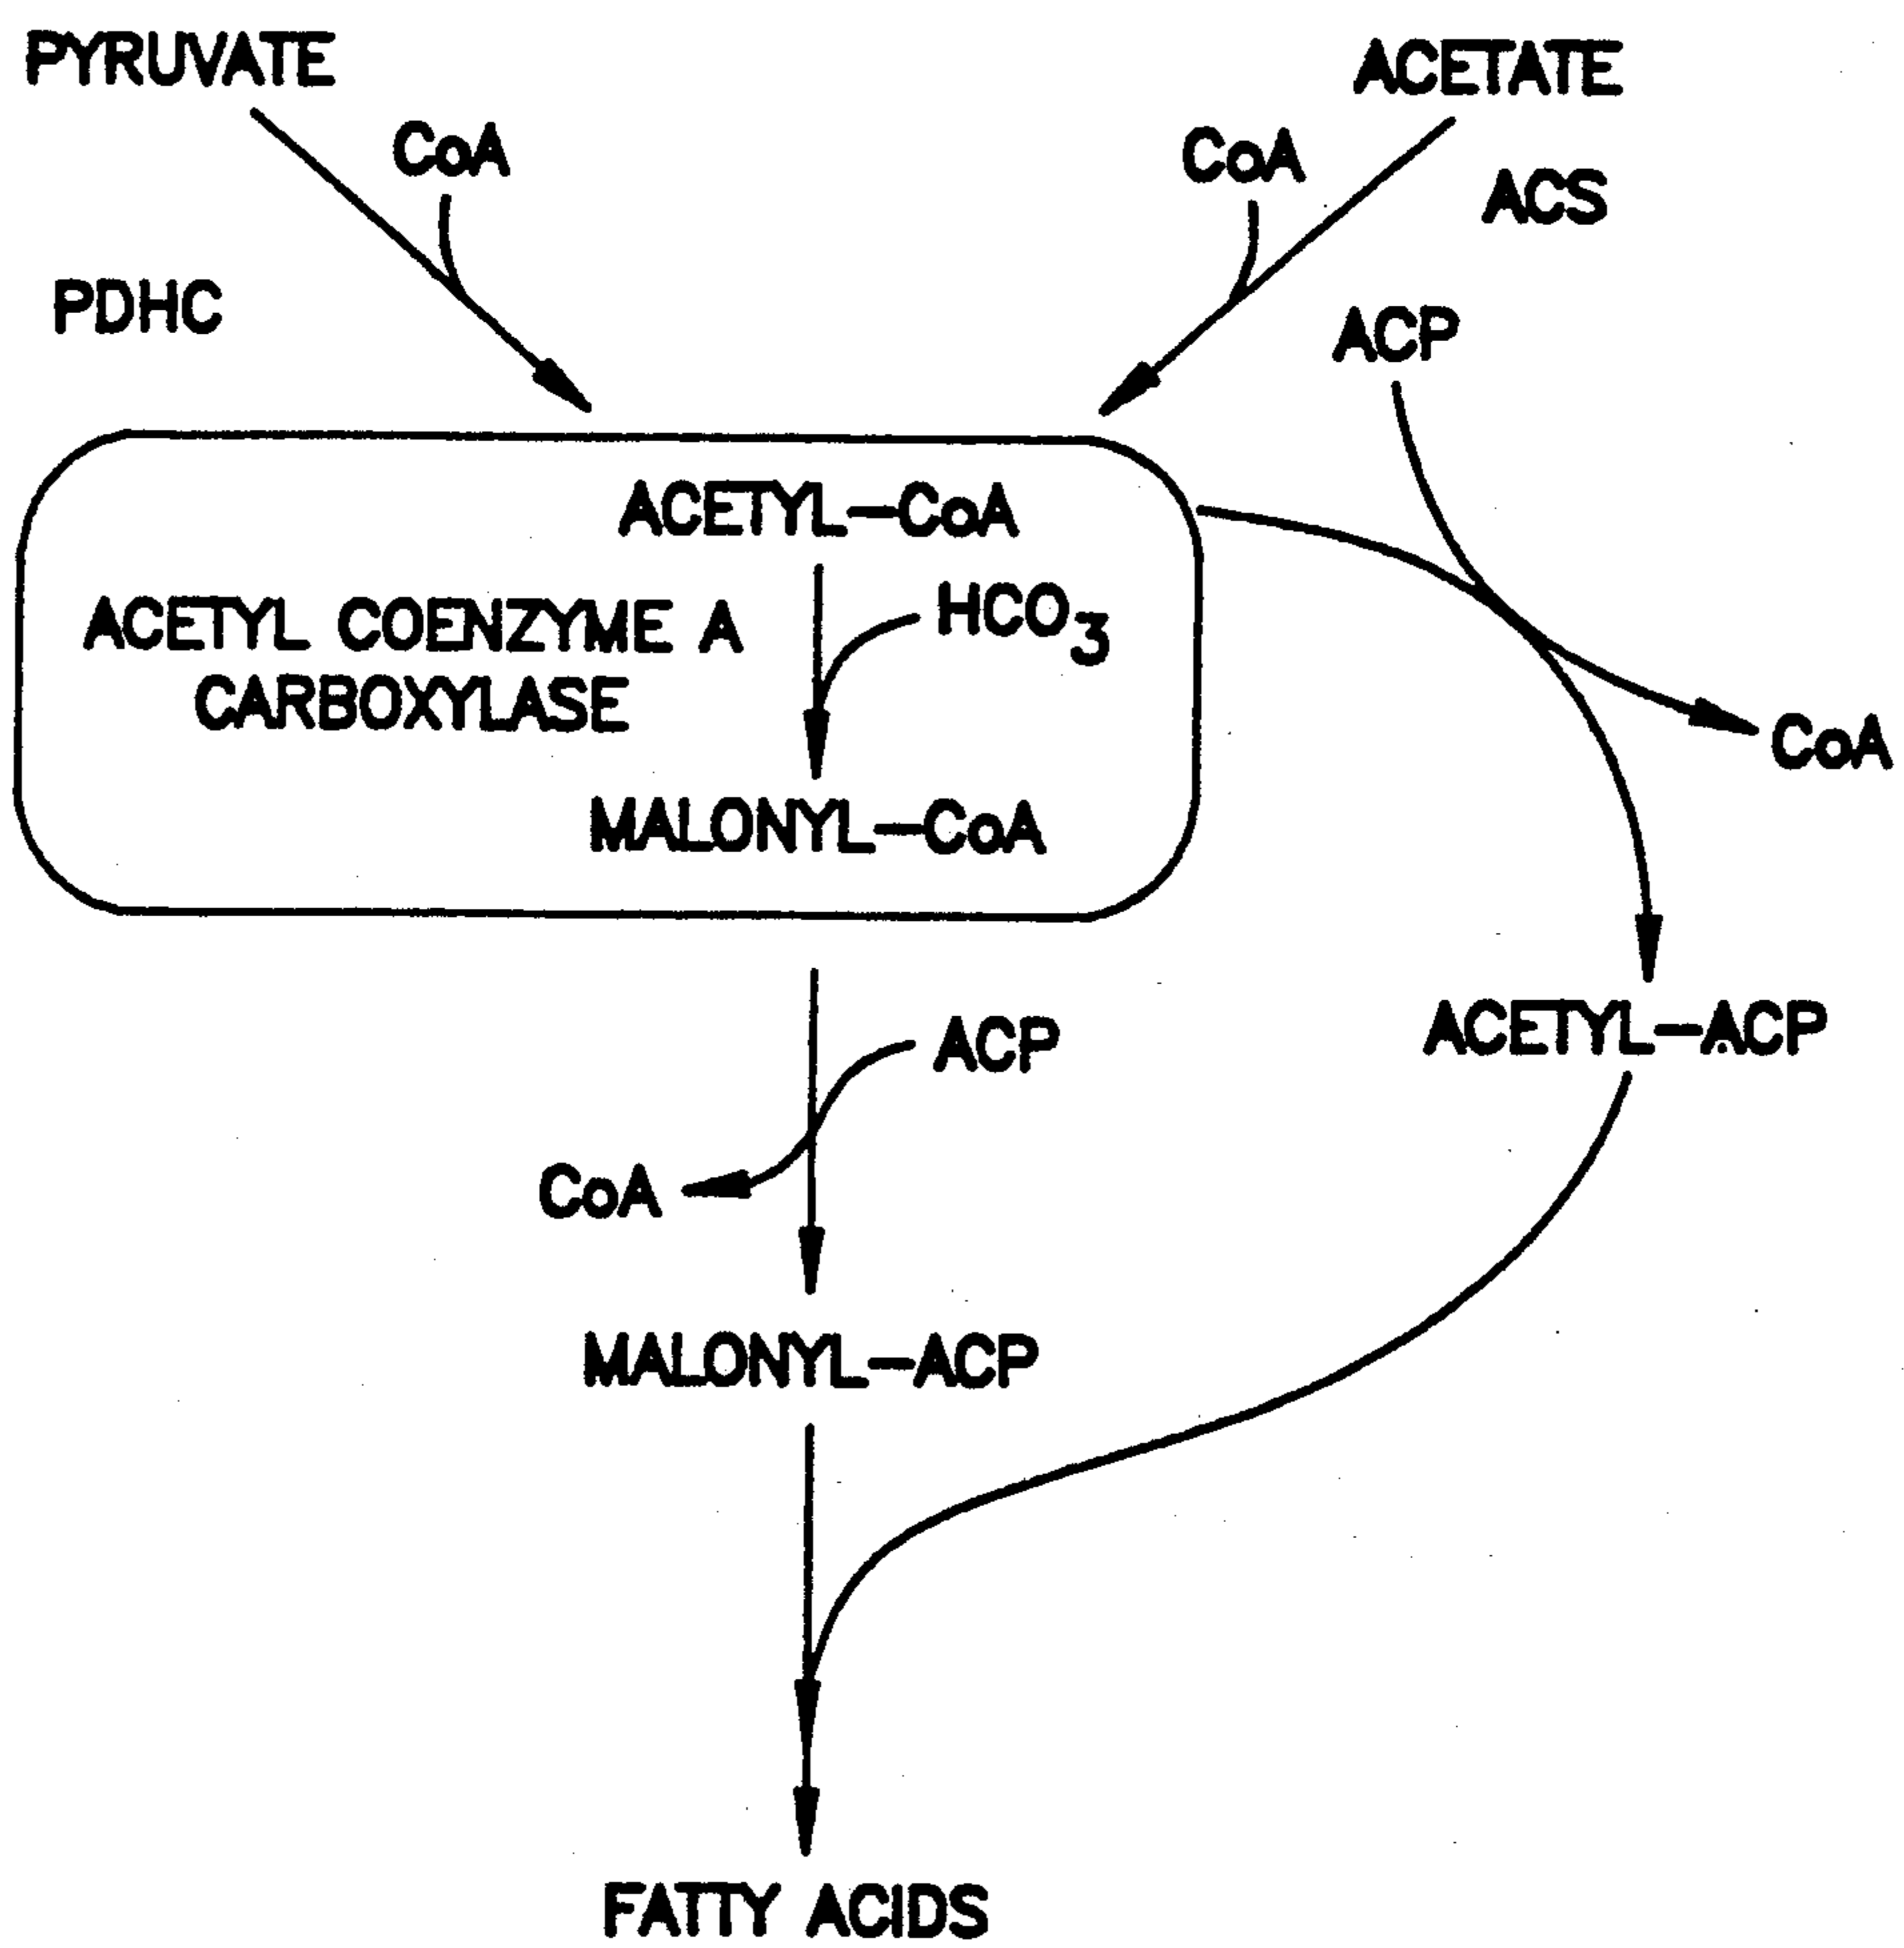 PYRUVATE
ACETATE
CoA
CoA
ACS
PDHC
ACP
ACETYL-CoA
HCO3
ACETYL COENZYME A
CARBOXYLASE
CoA
MALONYL-CoA
ACETYL-ACP
ACP
CoA
MALONYL-ACP
FATTY ACIDS